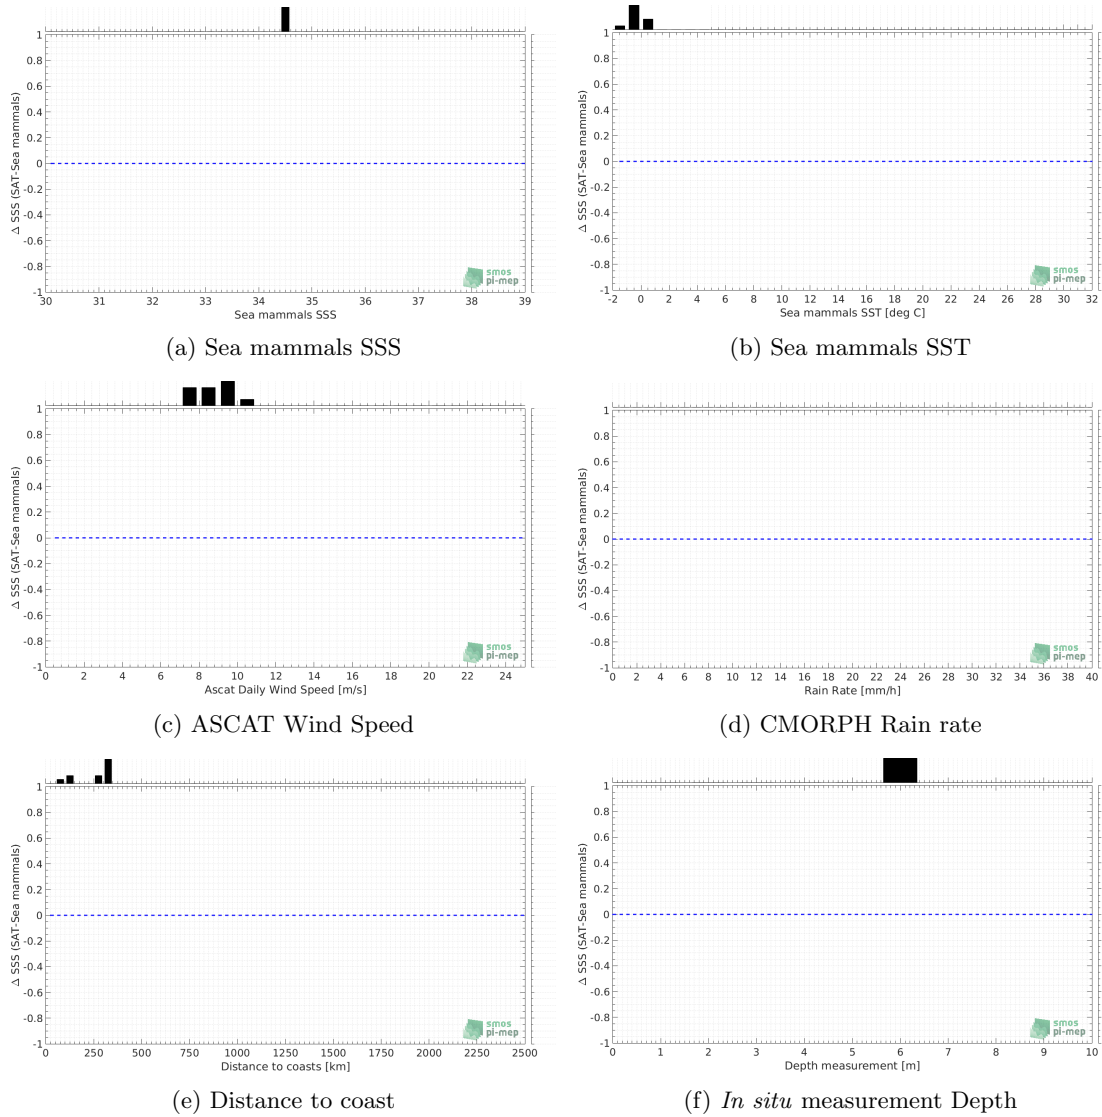 1
0.8
0.6
0.4
0.2
0
-0.2
-0.4
-0.6
-0.8
-1
Δ SSS (SAT-Sea mammals)
30 31 32 33 34 35 36 37 38 39
Sea mammals SSS
smos
pi-mep
(a) Sea mammals SSS
1
0.8
0.6
0.4
0.2
0
-0.2
-0.4
-0.6
-0.8
-1
Δ SSS (SAT-Sea mammals)
-2 0 2 4 6 8 10 12 14 16 18 20 22 24 26 28 30 32
Sea mammals SST [deg C]
smos
pi-mep
(b) Sea mammals SST
1
0.8
0.6
0.4
0.2
0
-0.2
-0.4
-0.6
-0.8
-1
Δ SSS (SAT-Sea mammals)
0 2 4 6 8 10 12 14 16 18 20 22 24
Ascat Daily Wind Speed [m/s]
smos
pi-mep
(c) ASCAT Wind Speed
1
0.8
0.6
0.4
0.2
0
-0.2
-0.4
-0.6
-0.8
-1
Δ SSS (SAT-Sea mammals)
0 2 4 6 8 10 12 14 16 18 20 22 24 26 28 30 32 34 36 38 40
Rain Rate [mm/h]
smos
pi-mep
(d) CMORPH Rain rate
1
0.8
0.6
0.4
0.2
0
-0.2
-0.4
-0.6
-0.8
-1
Δ SSS (SAT-Sea mammals)
0 250 500 750 1000 1250 1500 1750 2000 2250 2500
Distance to coasts [km]
smos
pi-mep
(e) Distance to coast
1
0.8
0.6
0.4
0.2
0
-0.2
-0.4
-0.6
-0.8
-1
Δ SSS (SAT-Sea mammals)
0 1 2 3 4 5 6 7 8 9 10
Depth measurement [m]
smos
pi-mep
(f) In situ measurement Depth